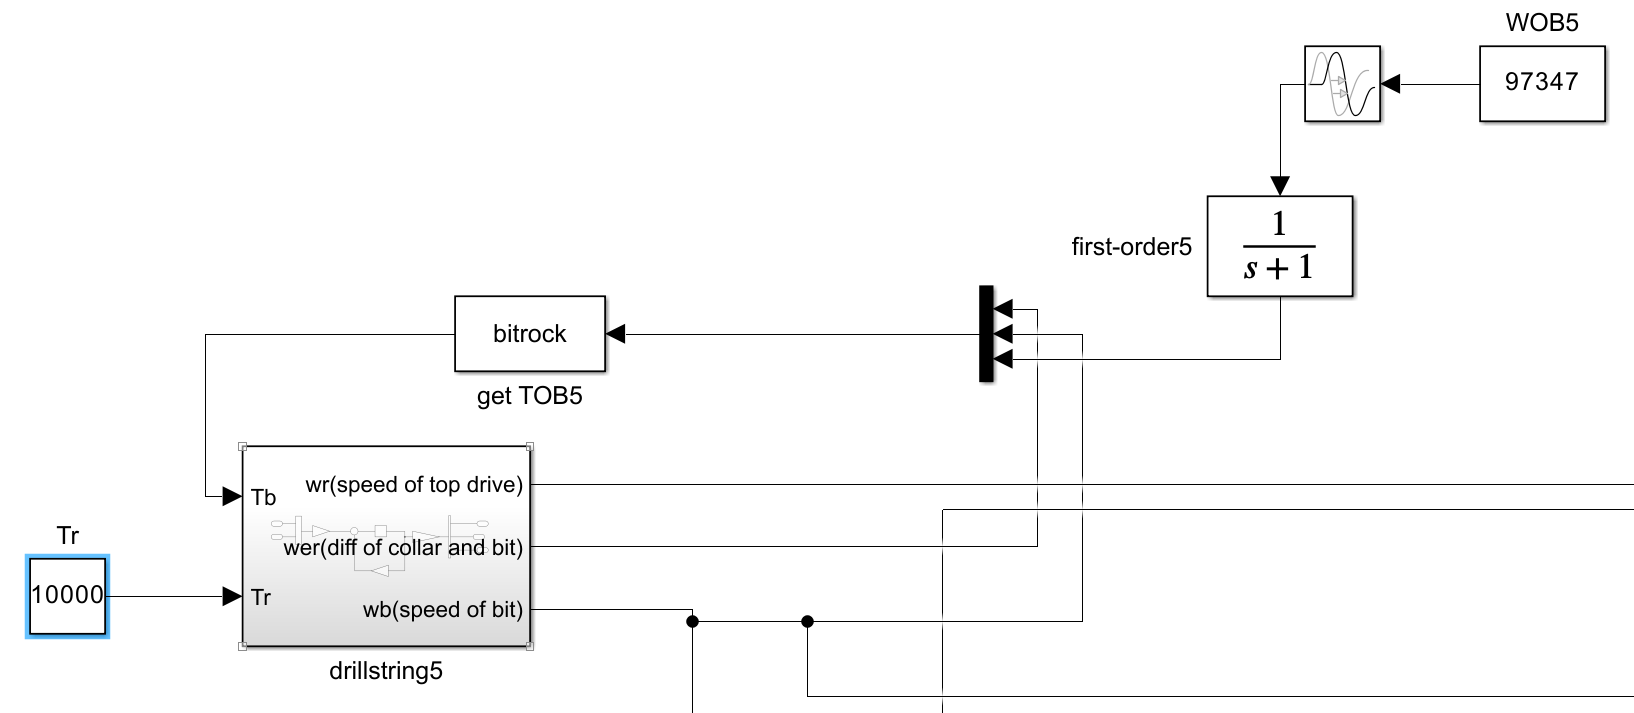 WOB5
97347
1
s + 1
first-order5
bitrock
get TOB5
Tb
wr(speed of top drive)
wer(diff of collar and bit)
Tr
10000
Tr
wb(speed of bit)
drillstring5